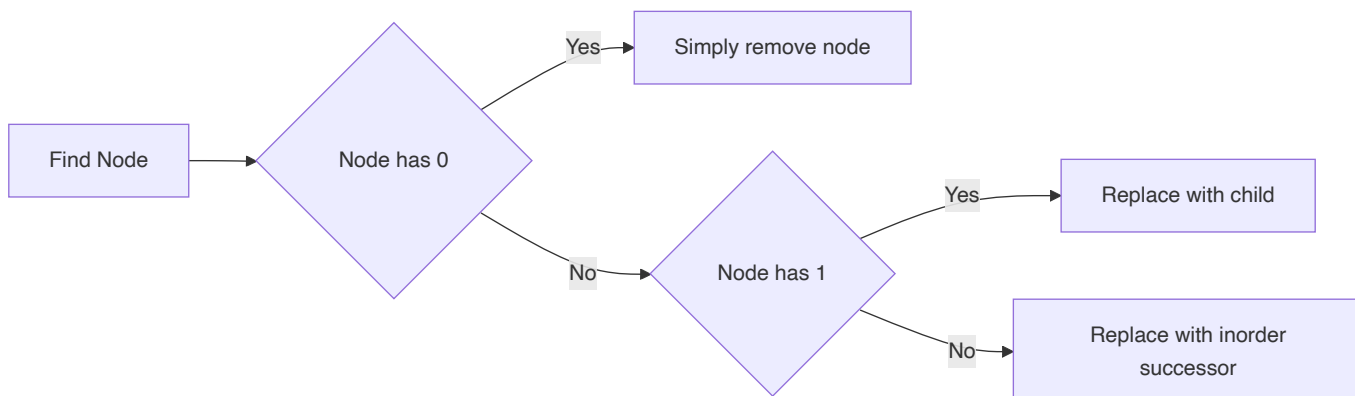 Find Node
Node has 0
Yes
Simply remove node
No
Node has 1
Yes
Replace with child
No
Replace with inorder
successor